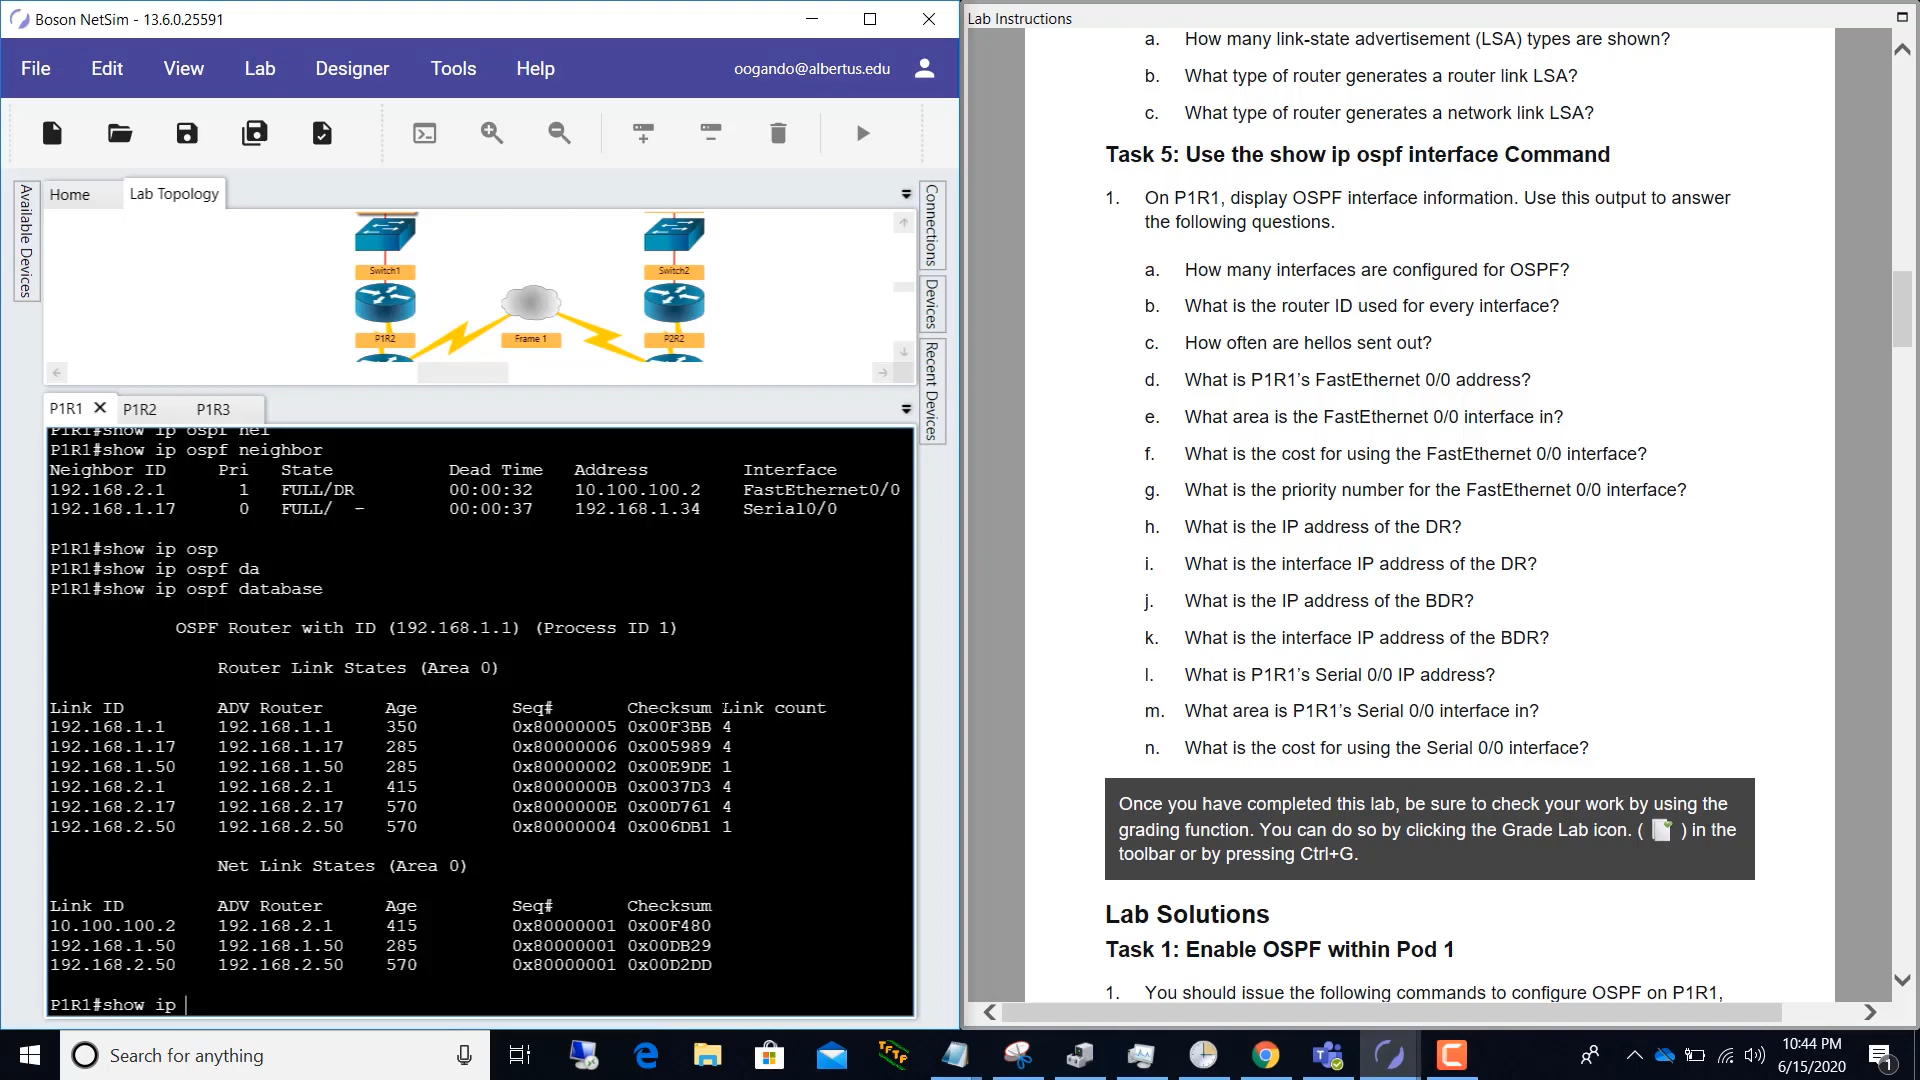 Boson NetSim - 13.6.0.25591
File Edit View Lab Designer Tools Help oogando@albertus.edu
Available Devices
Home Lab Topology
Switch1 Switch2
P1R2 Frame 1 P2R2
Connections
Devices
Recent Devices
P1R1 P1R2 P1R3
P1R1#show ip ospf nei
P1R1#show ip ospf neighbor
Neighbor ID Pri State Dead Time Address Interface
192.168.2.1 1 FULL/DR 00:00:32 10.100.100.2 FastEthernet0/0
192.168.1.17 0 FULL/ - 00:00:37 192.168.1.34 Serial0/0
P1R1#show ip osp
P1R1#show ip ospf da
P1R1#show ip ospf database
OSPF Router with ID (192.168.1.1) (Process ID 1)
Router Link States (Area 0)
Link ID ADV Router Age Seq# Checksum Link count
192.168.1.1 192.168.1.1 350 0x80000005 0x00F3BB 4
192.168.1.17 192.168.1.17 285 0x80000006 0x005989 4
192.168.1.50 192.168.1.50 285 0x80000002 0x00E9DE 1
192.168.2.1 192.168.2.1 415 0x8000000B 0x0037D3 4
192.168.2.17 192.168.2.17 570 0x8000000E 0x00D761 4
192.168.2.50 192.168.2.50 570 0x80000004 0x006DB1 1
Net Link States (Area 0)
Link ID ADV Router Age Seq# Checksum
10.100.100.2 192.168.2.1 415 0x80000001 0x00F480
192.168.1.50 192.168.1.50 285 0x80000001 0x00DB29
192.168.2.50 192.168.2.50 570 0x80000001 0x00D2DD
P1R1#show ip
Lab Instructions
a. How many link-state advertisement (LSA) types are shown?
b. What type of router generates a router link LSA?
c. What type of router generates a network link LSA?
Task 5: Use the show ip ospf interface Command
1. On P1R1, display OSPF interface information. Use this output to answer
the following questions.
a. How many interfaces are configured for OSPF?
b. What is the router ID used for every interface?
c. How often are hellos sent out?
d. What is P1R1’s FastEthernet 0/0 address?
e. What area is the FastEthernet 0/0 interface in?
f. What is the cost for using the FastEthernet 0/0 interface?
g. What is the priority number for the FastEthernet 0/0 interface?
h. What is the IP address of the DR?
i. What is the interface IP address of the DR?
j. What is the IP address of the BDR?
k. What is the interface IP address of the BDR?
l. What is P1R1’s Serial 0/0 IP address?
m. What area is P1R1’s Serial 0/0 interface in?
n. What is the cost for using the Serial 0/0 interface?
Once you have completed this lab, be sure to check your work by using the
grading function. You can do so by clicking the Grade Lab icon. ( ) in the
toolbar or by pressing Ctrl+G.
Lab Solutions
Task 1: Enable OSPF within Pod 1
1. You should issue the following commands to configure OSPF on P1R1,
Search for anything
TFTP
10:44 PM
6/15/2020
1